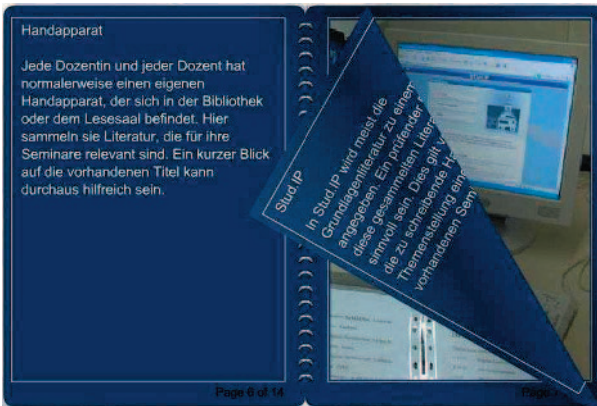 Handapparat
Jede Dozentin und jeder Dozent hat
normalerweise einen eigenen
Handapparat, der sich in der Bibliothek
oder dem Lesesaal befindet. Hier
sammeln sie Literatur, die für ihre
Seminare relevant sind. Ein kurzer Blick
auf die vorhandenen Titel kann
durchaus hilfreich sein.
Page 6 of 14
Stud.IP
In Stud.IP wird meist die
Grundlagenliteratur zu einem
angegeben. Ein prüfender
diese gesammelten
sinnvoll sein. Dies gilt
die zu schreibende
Themenstellung
vorhandenen
Page